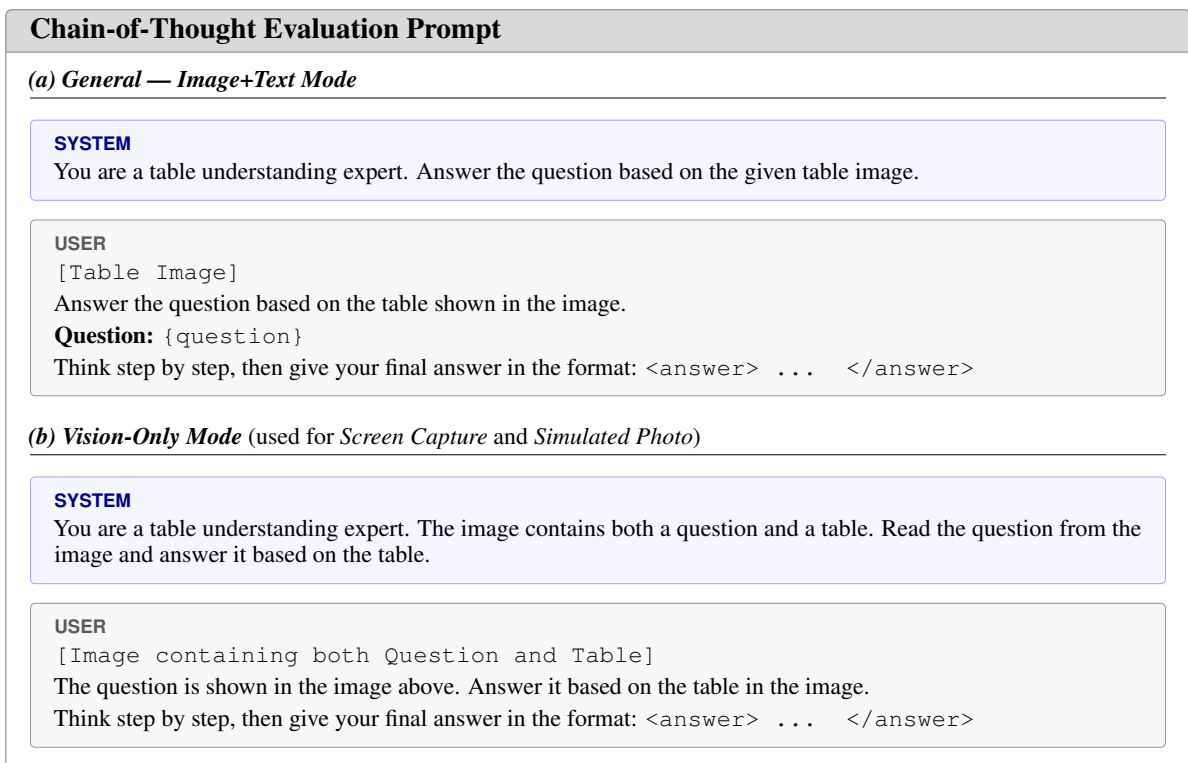 Chain-of-Thought Evaluation Prompt
(a) General — Image+Text Mode
SYSTEM
You are a table understanding expert. Answer the question based on the given table image.
USER
[Table Image]
Answer the question based on the table shown in the image.
Question: {question}
Think step by step, then give your final answer in the format: <answer> ... </answer>
(b) Vision-Only Mode (used for Screen Capture and Simulated Photo)
SYSTEM
You are a table understanding expert. The image contains both a question and a table. Read the question from the
image and answer it based on the table.
USER
[Image containing both Question and Table]
The question is shown in the image above. Answer it based on the table in the image.
Think step by step, then give your final answer in the format: <answer> ... </answer>